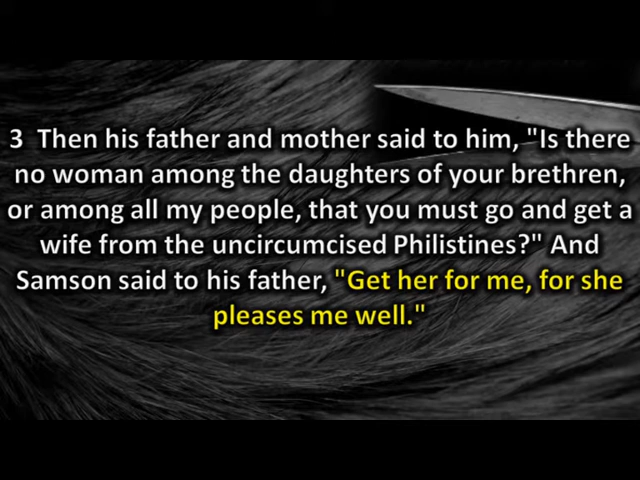 3  Then his father and mother said to him, "Is there
no woman among the daughters of your brethren,
or among all my people, that you must go and get a
wife from the uncircumcised Philistines?" And
Samson said to his father, "Get her for me, for she
pleases me well."